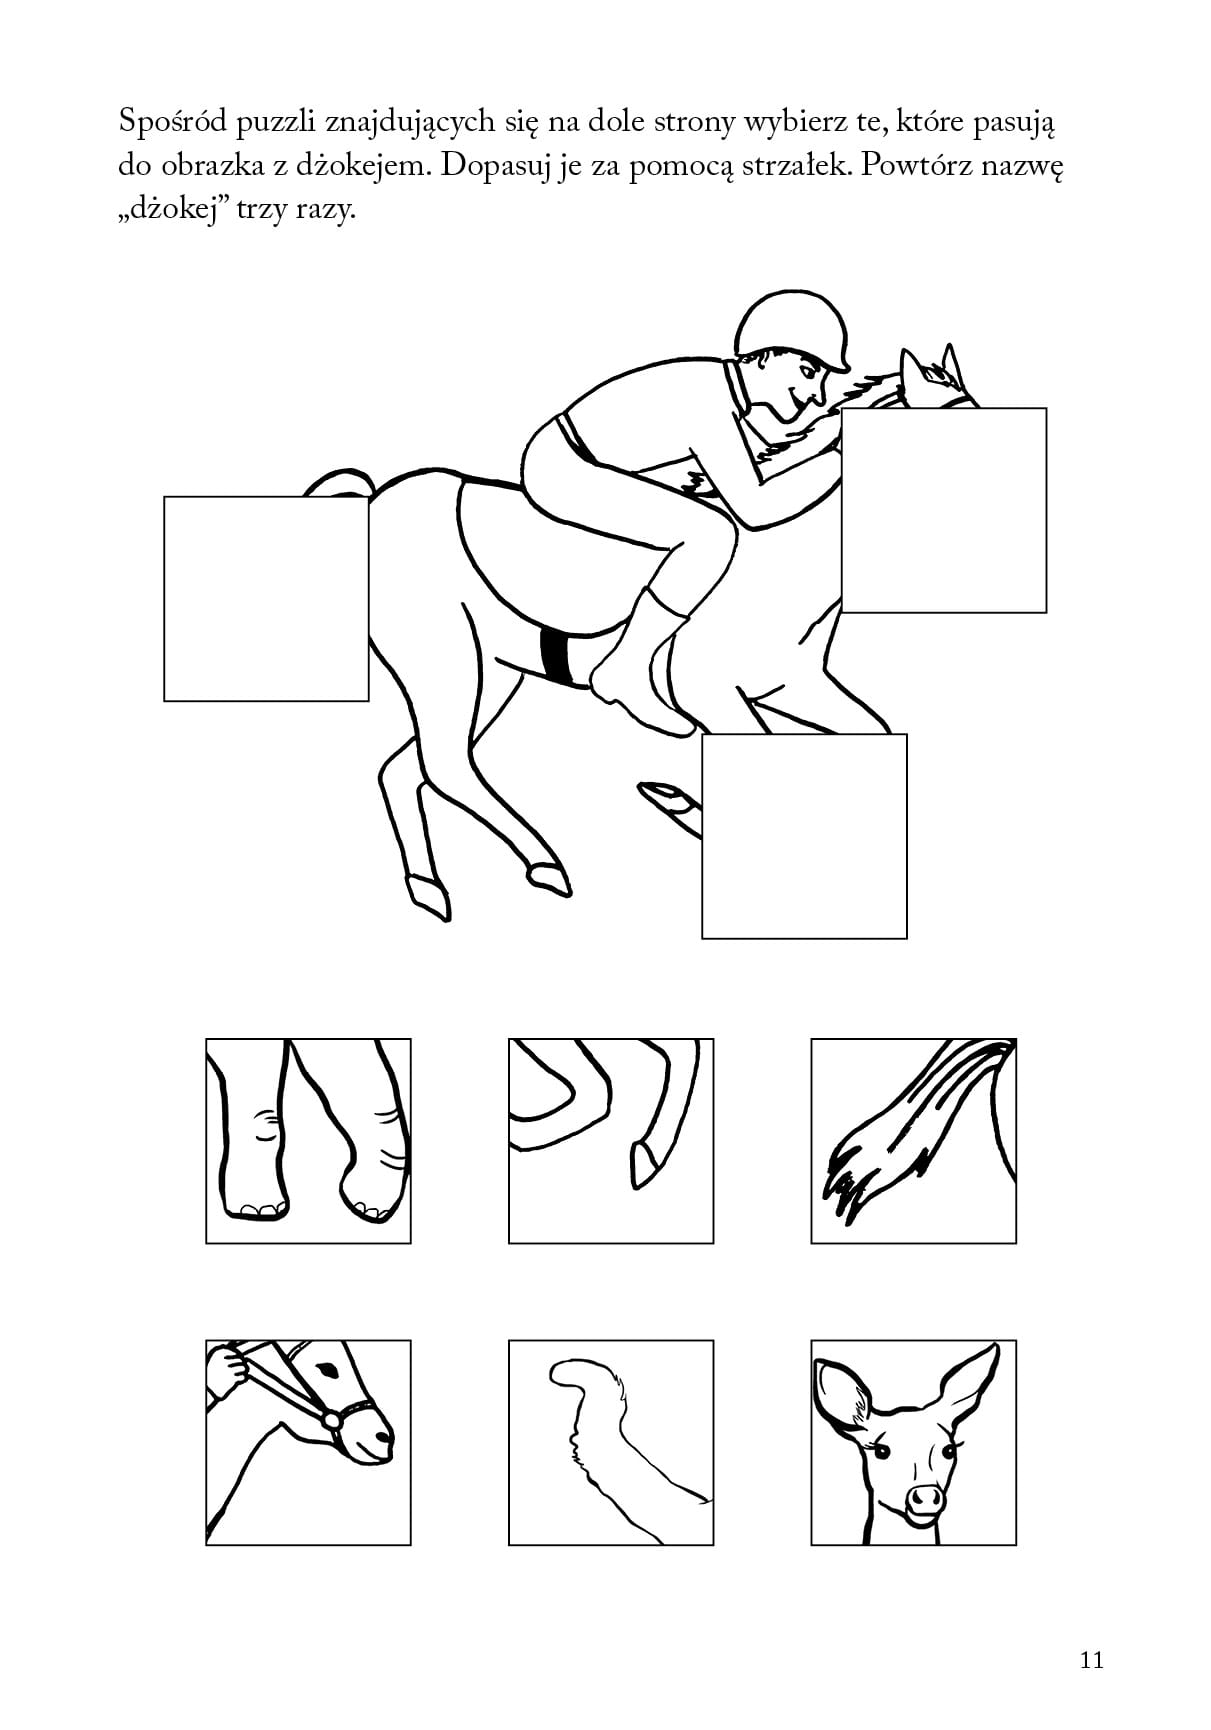 Spośród puzzli znajdujących się na dole strony wybierz te, które pasują
do obrazka z dżokejem. Dopasuj je za pomocą strzałek. Powtórz nazwę
„dżokej” trzy razy.
11